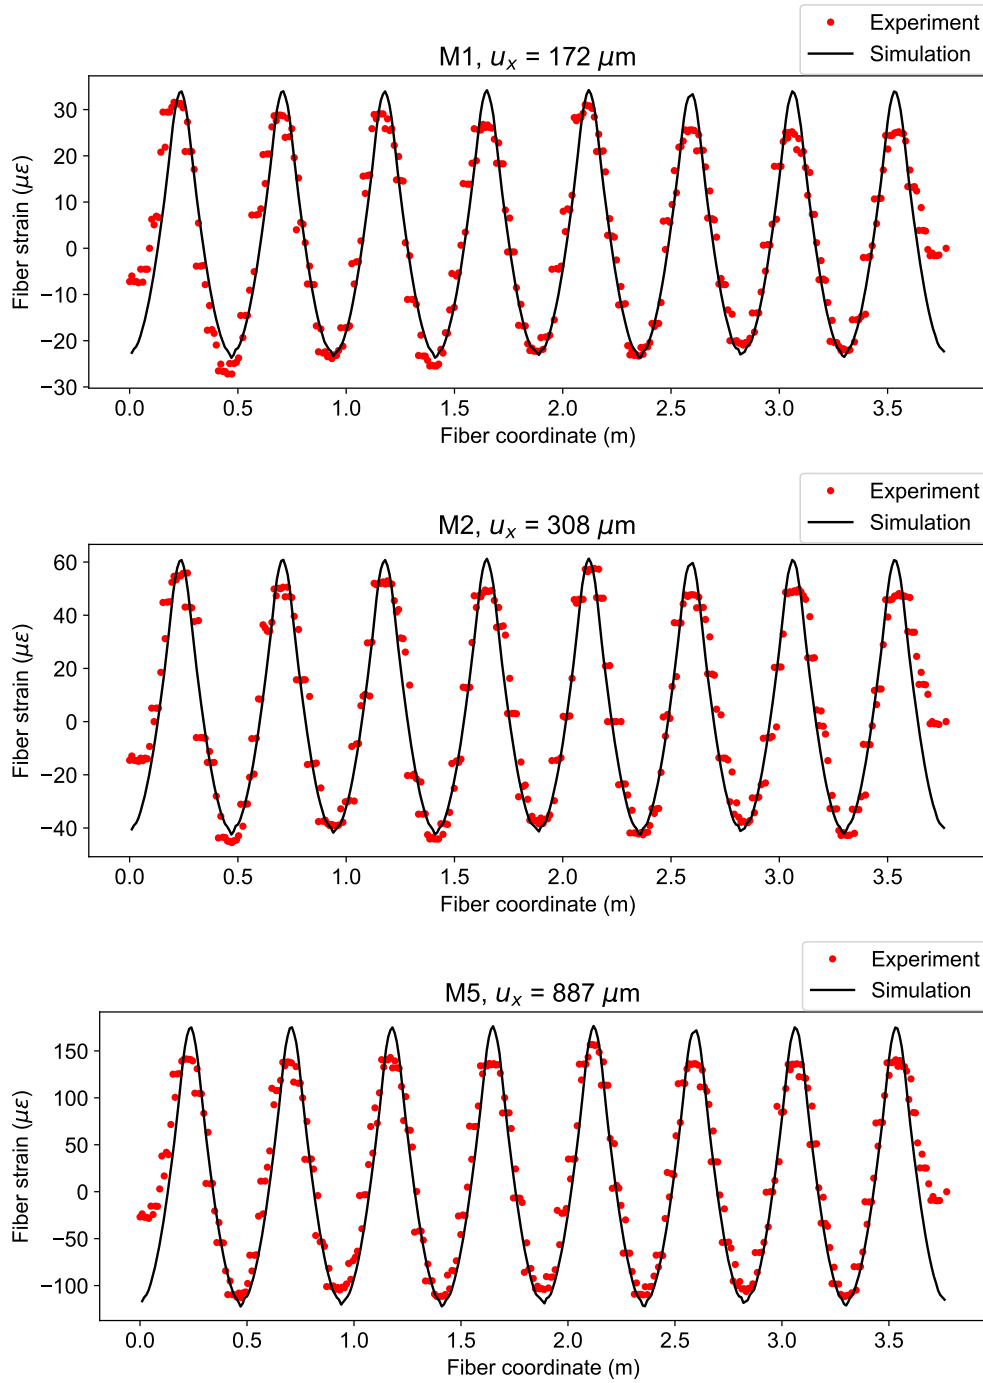 Experiment
Simulation
M1, uₓ = 172 μm
30
20
10
0
−10
−20
−30
Fiber strain (με)
0.0 0.5 1.0 1.5 2.0 2.5 3.0 3.5
Fiber coordinate (m)
Experiment
Simulation
M2, uₓ = 308 μm
60
40
20
0
−20
−40
Fiber strain (με)
0.0 0.5 1.0 1.5 2.0 2.5 3.0 3.5
Fiber coordinate (m)
Experiment
Simulation
M5, uₓ = 887 μm
150
100
50
0
−50
−100
Fiber strain (με)
0.0 0.5 1.0 1.5 2.0 2.5 3.0 3.5
Fiber coordinate (m)